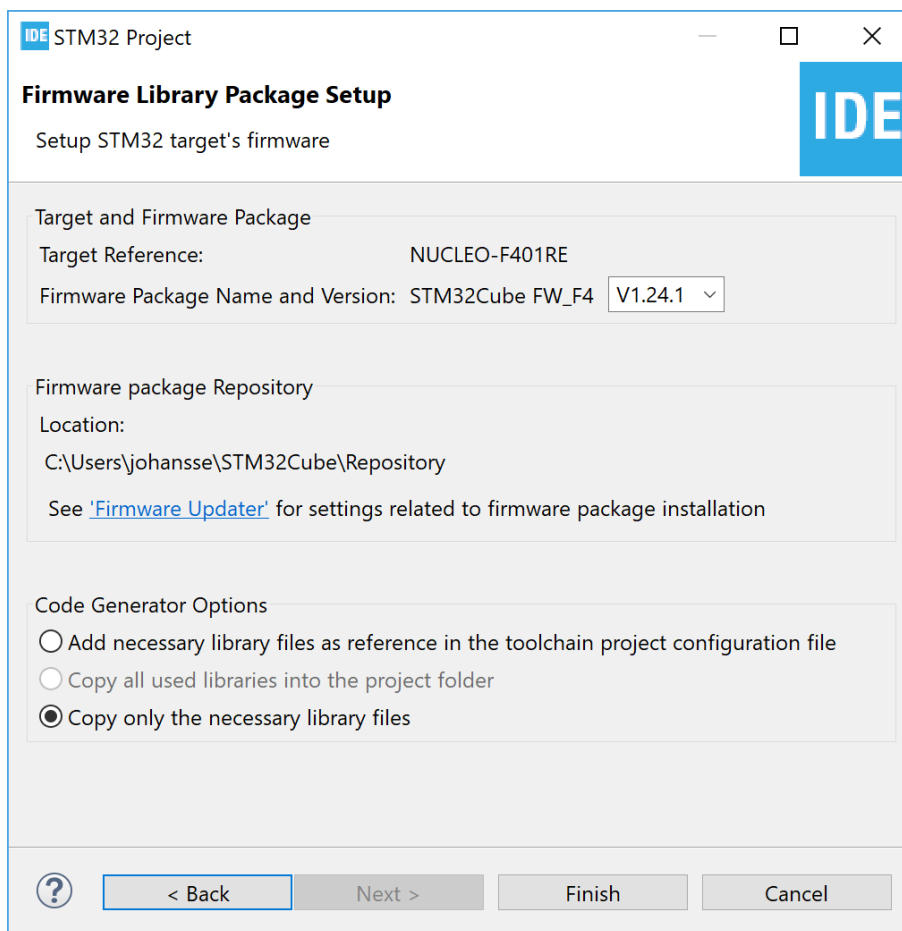 IDE STM32 Project
Firmware Library Package Setup
Setup STM32 target's firmware
IDE
Target and Firmware Package
Target Reference: NUCLEO-F401RE
Firmware Package Name and Version: STM32Cube FW_F4 V1.24.1
Firmware package Repository
Location:
C:\Users\johansse\STM32Cube\Repository
See 'Firmware Updater' for settings related to firmware package installation
Code Generator Options
Add necessary library files as reference in the toolchain project configuration file
Copy all used libraries into the project folder
Copy only the necessary library files
? < Back Next > Finish Cancel